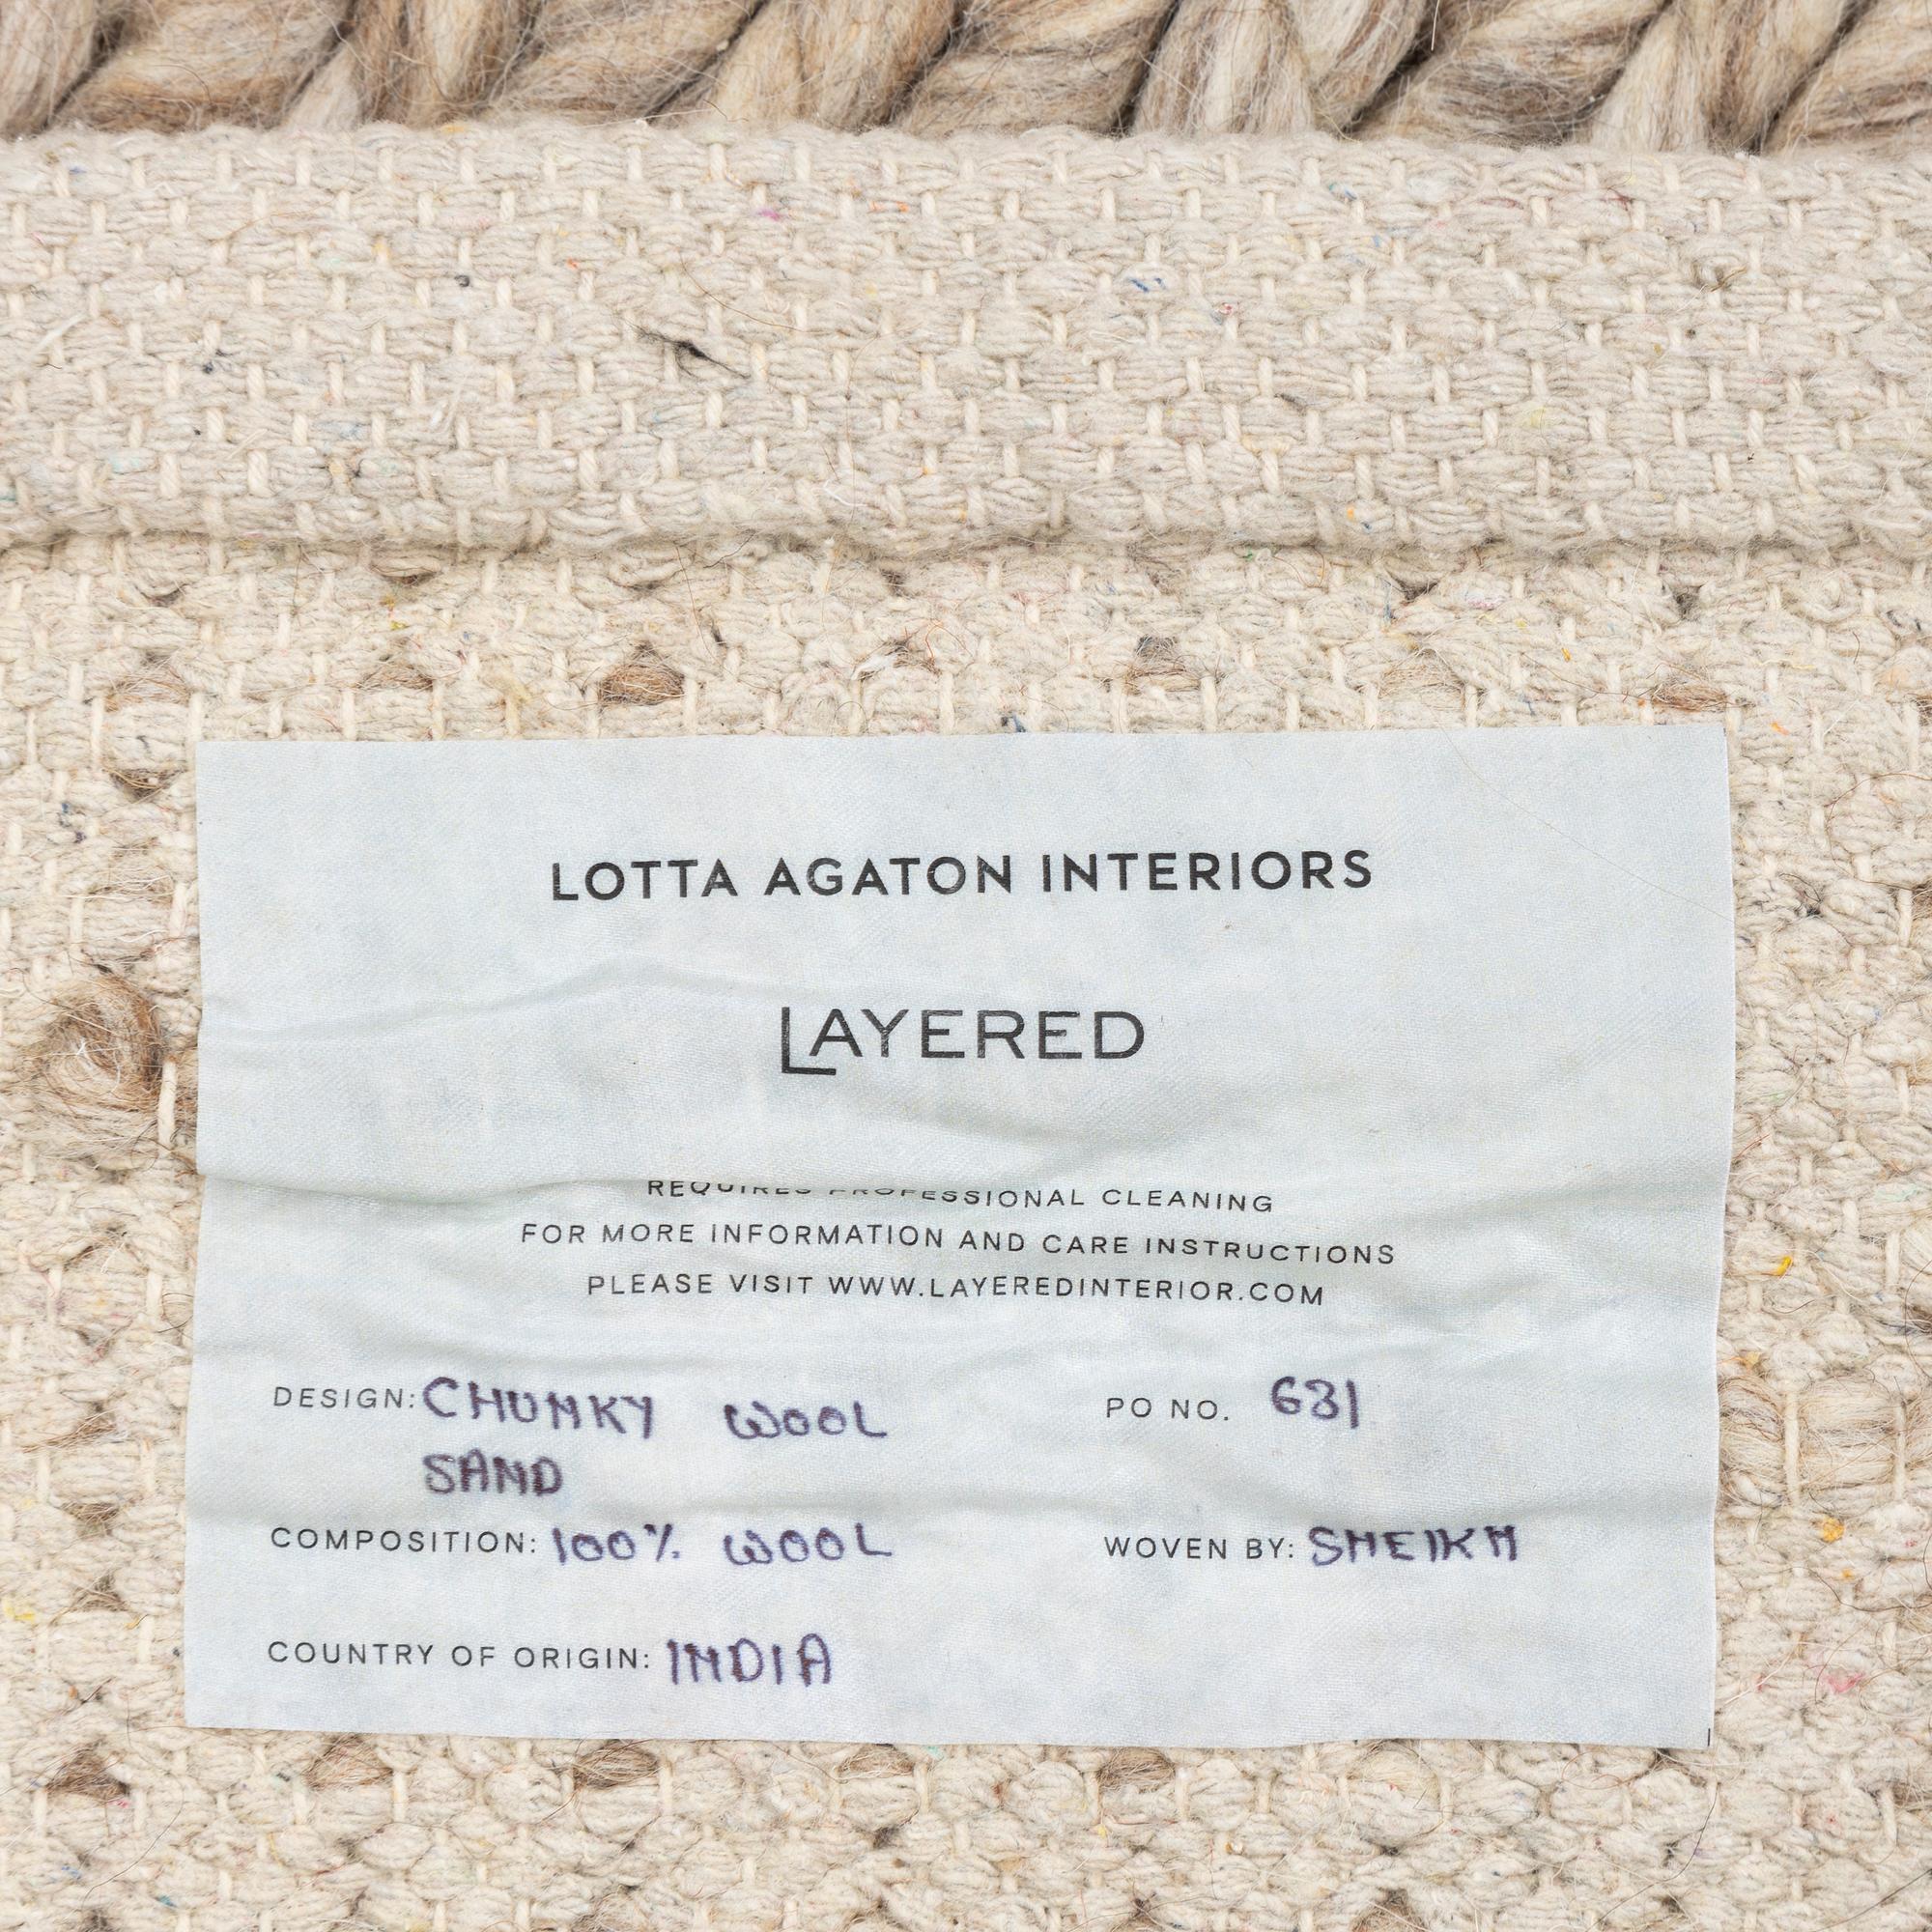 LOTTA AGATON INTERIORS
LAYERED
REQUIRES PROFESSIONAL CLEANING
FOR MORE INFORMATION AND CARE INSTRUCTIONS
PLEASE VISIT WWW.LAYEREDINTERIOR.COM
DESIGN: CHUNKY WOOL PO NO. 631
SAND
COMPOSITION: 100% WOOL WOVEN BY: SHEIKH
COUNTRY OF ORIGIN: INDIA